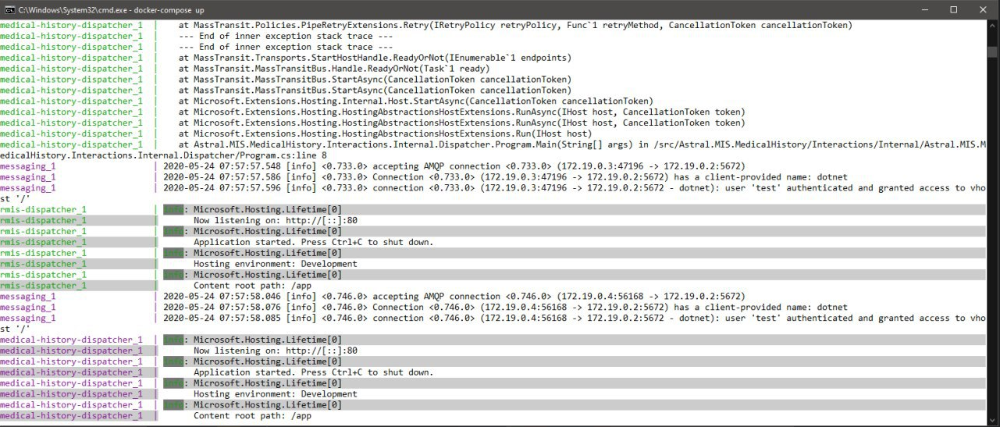 C:\Windows\System32\cmd.exe - docker-compose up
medical-history-dispatcher_1 | at MassTransit.Policies.PipeRetryExtensions.Retry(IRetryPolicy retryPolicy, Func`1 retryMethod, CancellationToken cancellationToken)
medical-history-dispatcher_1 | --- End of inner exception stack trace ---
medical-history-dispatcher_1 | --- End of inner exception stack trace ---
medical-history-dispatcher_1 | at MassTransit.Transports.StartHostHandle.ReadyOrNot(IEnumerable`1 endpoints)
medical-history-dispatcher_1 | at MassTransit.MassTransitBus.Handle.ReadyOrNot(Task`1 ready)
medical-history-dispatcher_1 | at MassTransit.MassTransitBus.StartAsync(CancellationToken cancellationToken)
medical-history-dispatcher_1 | at MassTransit.MassTransitBus.StartAsync(CancellationToken cancellationToken)
medical-history-dispatcher_1 | at Microsoft.Extensions.Hosting.Internal.Host.StartAsync(CancellationToken cancellationToken)
medical-history-dispatcher_1 | at Microsoft.Extensions.Hosting.HostingAbstractionsHostExtensions.RunAsync(IHost host, CancellationToken token)
medical-history-dispatcher_1 | at Microsoft.Extensions.Hosting.HostingAbstractionsHostExtensions.RunAsync(IHost host, CancellationToken token)
medical-history-dispatcher_1 | at Microsoft.Extensions.Hosting.HostingAbstractionsHostExtensions.Run(IHost host)
medical-history-dispatcher_1 | at Astral.MIS.MedicalHistory.Interactions.Internal.Dispatcher.Program.Main(String[] args) in /src/Astral.MIS.MedicalHistory/Interactions/Internal/Astral.MIS.M
edicalHistory.Interactions.Internal.Dispatcher/Program.cs:line 8
messaging_1 | 2020-05-24 07:57:57.548 [info] <0.733.0> accepting AMQP connection <0.733.0> (172.19.0.3:47196 -> 172.19.0.2:5672)
messaging_1 | 2020-05-24 07:57:57.586 [info] <0.733.0> Connection <0.733.0> (172.19.0.3:47196 -> 172.19.0.2:5672) has a client-provided name: dotnet
messaging_1 | 2020-05-24 07:57:57.596 [info] <0.733.0> connection <0.733.0> (172.19.0.3:47196 -> 172.19.0.2:5672 - dotnet): user 'test' authenticated and granted access to vho
st '/'
rmis-dispatcher_1 | info: Microsoft.Hosting.Lifetime[0]
rmis-dispatcher_1 | Now listening on: http://[::]:80
rmis-dispatcher_1 | info: Microsoft.Hosting.Lifetime[0]
rmis-dispatcher_1 | Application started. Press Ctrl+C to shut down.
rmis-dispatcher_1 | info: Microsoft.Hosting.Lifetime[0]
rmis-dispatcher_1 | Hosting environment: Development
rmis-dispatcher_1 | info: Microsoft.Hosting.Lifetime[0]
rmis-dispatcher_1 | Content root path: /app
messaging_1 | 2020-05-24 07:57:58.046 [info] <0.746.0> accepting AMQP connection <0.746.0> (172.19.0.4:56168 -> 172.19.0.2:5672)
messaging_1 | 2020-05-24 07:57:58.076 [info] <0.746.0> Connection <0.746.0> (172.19.0.4:56168 -> 172.19.0.2:5672) has a client-provided name: dotnet
messaging_1 | 2020-05-24 07:57:58.085 [info] <0.746.0> connection <0.746.0> (172.19.0.4:56168 -> 172.19.0.2:5672 - dotnet): user 'test' authenticated and granted access to vho
st '/'
medical-history-dispatcher_1 | info: Microsoft.Hosting.Lifetime[0]
medical-history-dispatcher_1 | Now listening on: http://[::]:80
medical-history-dispatcher_1 | info: Microsoft.Hosting.Lifetime[0]
medical-history-dispatcher_1 | Application started. Press Ctrl+C to shut down.
medical-history-dispatcher_1 | info: Microsoft.Hosting.Lifetime[0]
medical-history-dispatcher_1 | Hosting environment: Development
medical-history-dispatcher_1 | info: Microsoft.Hosting.Lifetime[0]
medical-history-dispatcher_1 | Content root path: /app